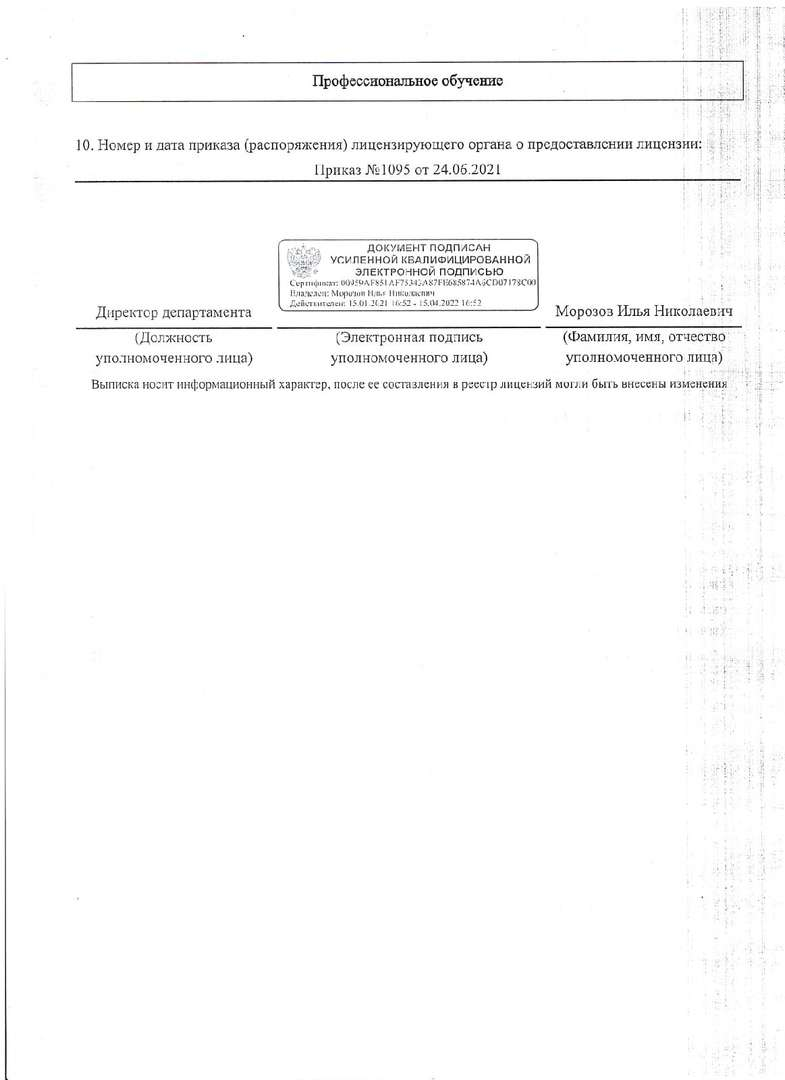 Профессиональное обучение
10. Номер и дата приказа (распоряжения) лицензирующего органа о предоставлении лицензии:
Приказ №1095 от 24.06.2021
ДОКУМЕНТ ПОДПИСАН
УСИЛЕННОЙ КВАЛИФИЦИРОВАННОЙ
ЭЛЕКТРОННОЙ ПОДПИСЬЮ
Сертификат:
Владелец: Морозов Илья Николаевич
Действителен: 15.01.2021 16:52 - 15.04.2022 16:52
Директор департамента
Морозов Илья Николаевич
(Должность
уполномоченного лица)
(Электронная подпись
уполномоченного лица)
(Фамилия, имя, отчество
уполномоченного лица)
Выписка носит информационный характер, после ее составления в реестр лицензий могли быть внесены изменения